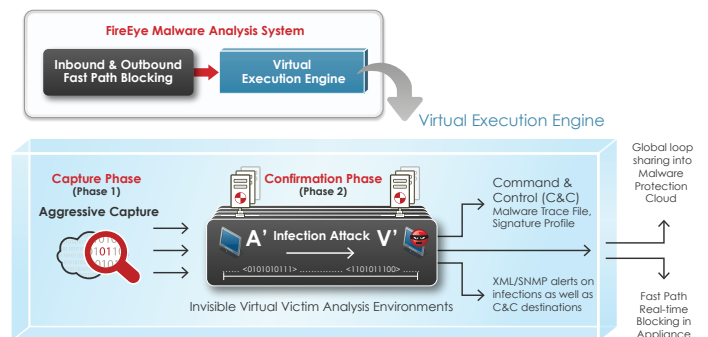 FireEye Malware Analysis System
Inbound & Outbound
Fast Path Blocking
Virtual
Execution Engine
Virtual Execution Engine
Capture Phase
(Phase 1)
Aggressive Capture
Confirmation Phase
(Phase 2)
A' Infection Attack V'
..... <0101010111> .............. <1101011100> .....
Invisible Virtual Victim Analysis Environments
Command &
Control (C&C)
Malware Trace File,
Signature Profile
XML/SNMP alerts on
infections as well as
C&C destinations
Global loop
sharing into
Malware
Protection
Cloud
Fast Path
Real-time
Blocking in
Appliance